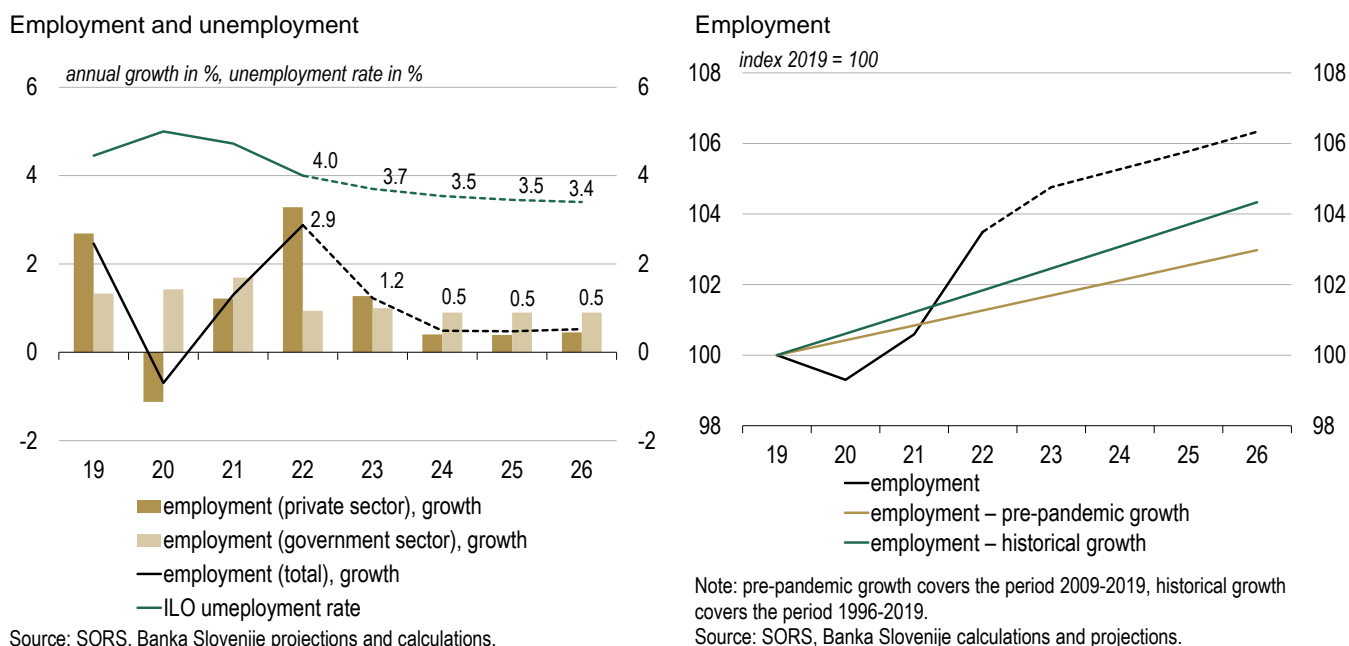 Employment and unemployment
annual growth in %, unemployment rate in %
6
4
2
0
-2
6
4
2
0
-2
4.0
3.7
3.5
3.5
3.4
2.9
1.2
0.5
0.5
0.5
19 20 21 22 23 24 25 26
employment (private sector), growth
employment (government sector), growth
employment (total), growth
ILO umeployment rate
Source: SORS, Banka Slovenije projections and calculations.
Employment
index 2019 = 100
108
106
104
102
100
98
108
106
104
102
100
98
19 20 21 22 23 24 25 26
employment
employment – pre-pandemic growth
employment – historical growth
Note: pre-pandemic growth covers the period 2009-2019, historical growth
covers the period 1996-2019.
Source: SORS, Banka Slovenije calculations and projections.